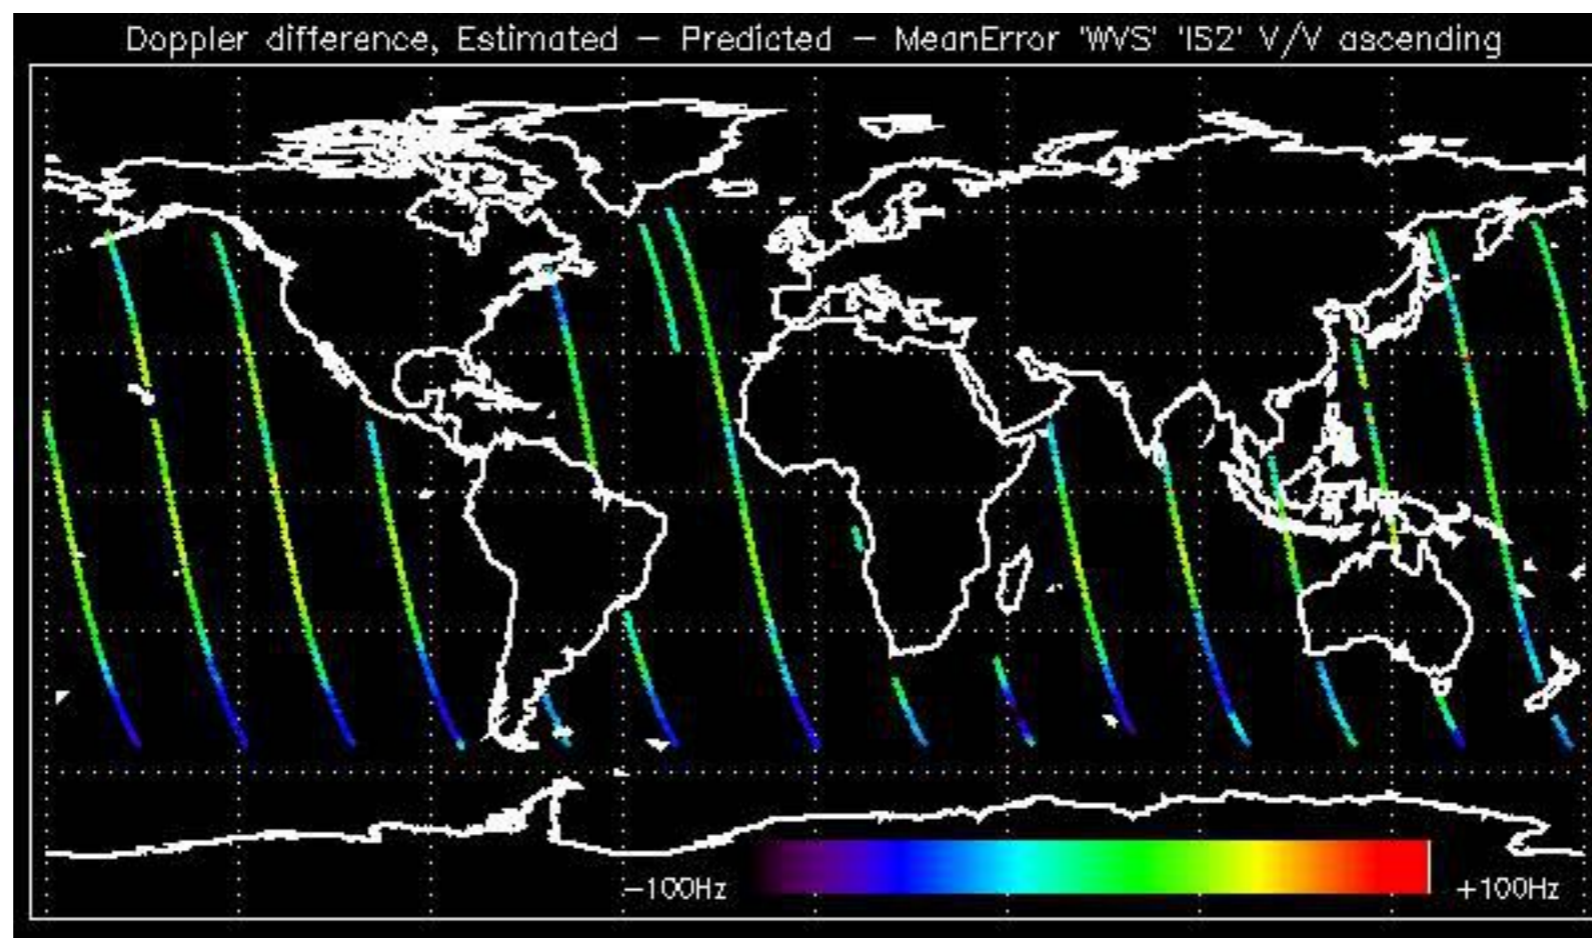 Doppler difference, Estimated − Predicted − MeanError 'WVS' 'IS2' V/V ascending
−100Hz +100Hz